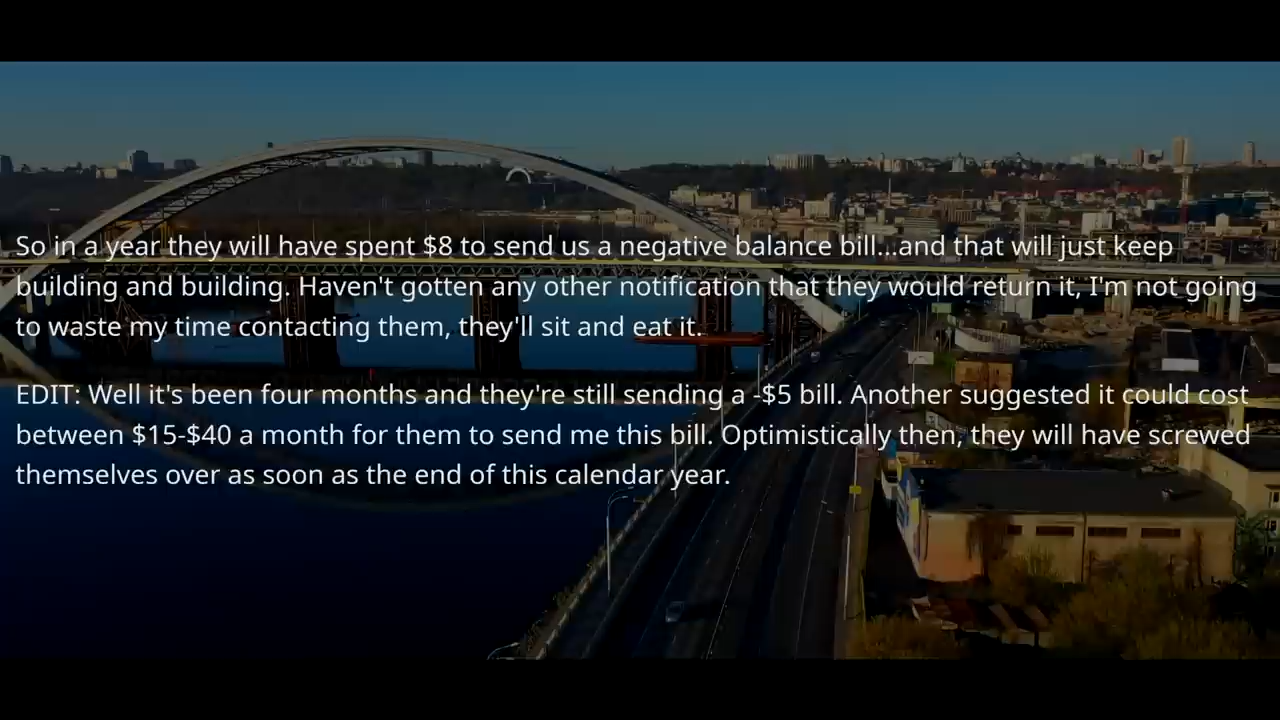 So in a year they will have spent $8 to send us a negative balance bill...and that will just keep
building and building. Haven't gotten any other notification that they would return it, I'm not going
to waste my time contacting them, they'll sit and eat it.
EDIT: Well it's been four months and they're still sending a -$5 bill. Another suggested it could cost
between $15-$40 a month for them to send me this bill. Optimistically then, they will have screwed
themselves over as soon as the end of this calendar year.